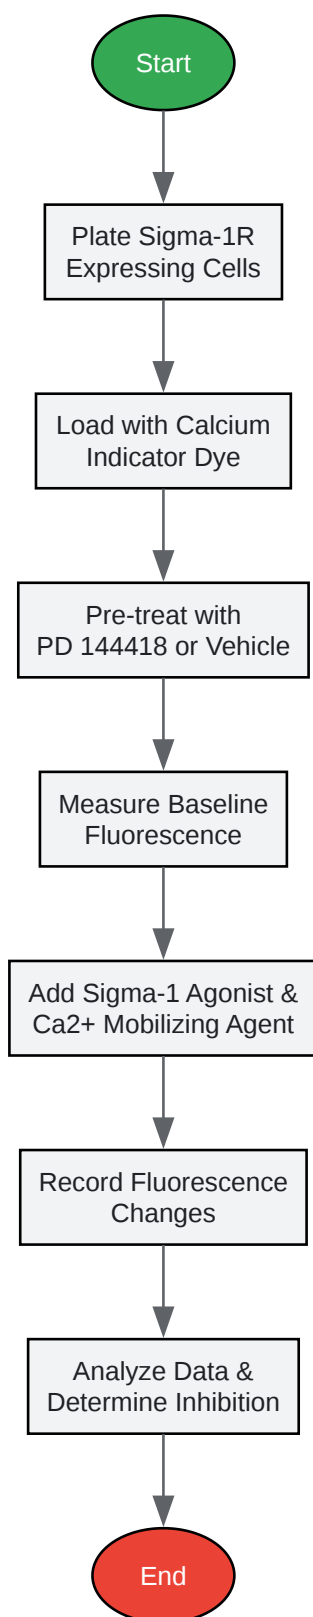 Start
Plate Sigma-1R
Expressing Cells
Load with Calcium
Indicator Dye
Pre-treat with
PD 144418 or Vehicle
Measure Baseline
Fluorescence
Add Sigma-1 Agonist &
Ca2+ Mobilizing Agent
Record Fluorescence
Changes
Analyze Data &
Determine Inhibition
End